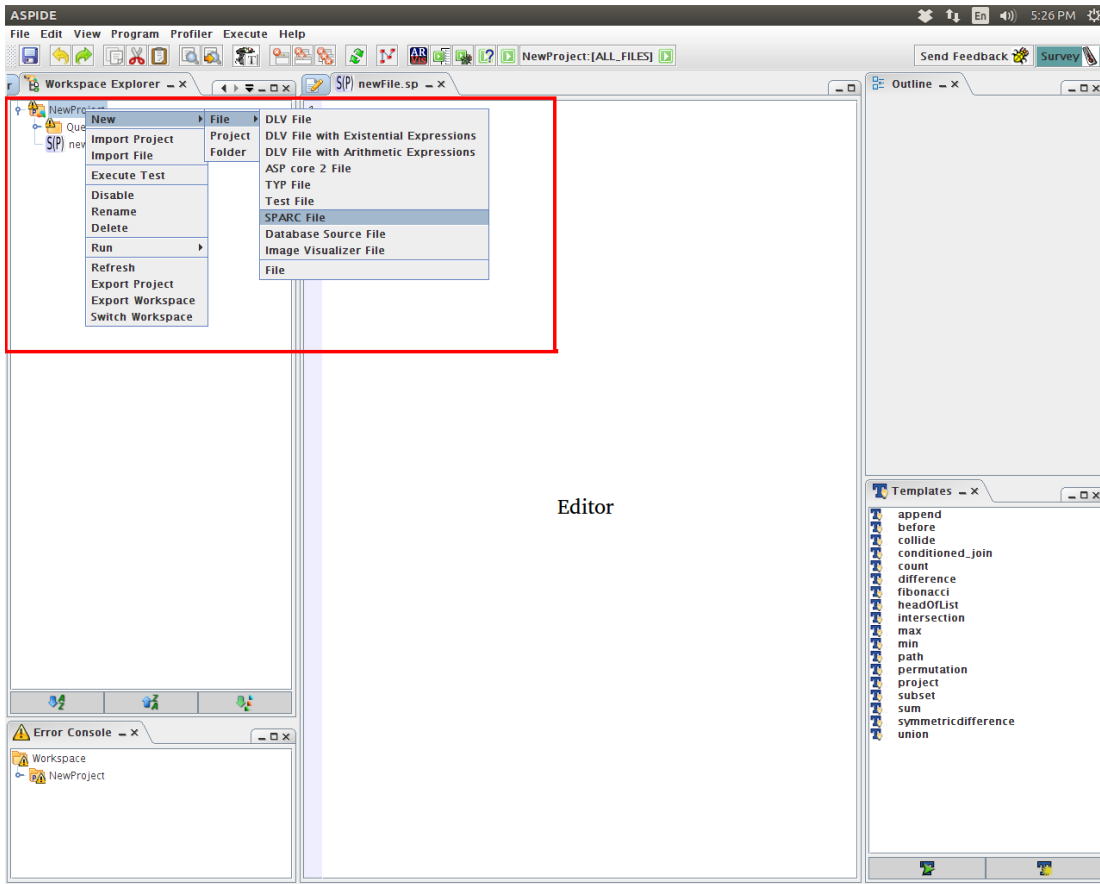 ASPIDE
En
5:26 PM
File Edit View Program Profiler Execute Help
NewProject:[ALL_FILES]
Send Feedback
Survey
r
Workspace Explorer
S(P) newFile.sp
Outline
NewProject
Que
S(P) new
New
Import Project
Import File
Execute Test
Disable
Rename
Delete
Run
Refresh
Export Project
Export Workspace
Switch Workspace
File
Project
Folder
DLV File
DLV File with Existential Expressions
DLV File with Arithmetic Expressions
ASP core 2 File
TYP File
Test File
SPARC File
Database Source File
Image Visualizer File
File
Editor
Templates
append
before
collide
conditioned_join
count
difference
fibonacci
headOfList
intersection
max
min
path
permutation
project
subset
sum
symmetricdifference
union
Error Console
Workspace
NewProject